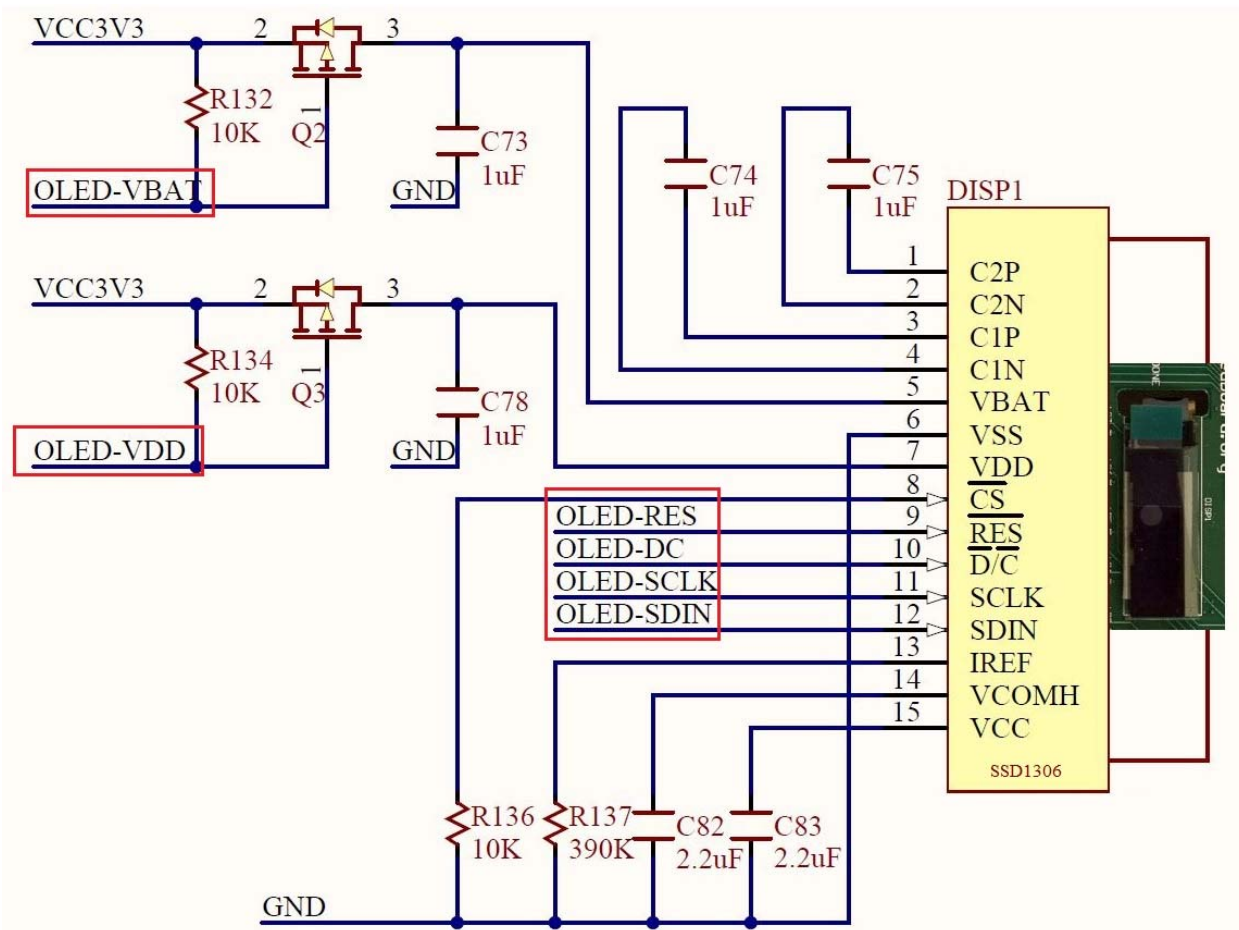 VCC3V3
2
3
R132
10K
1
Q2
C73
1uF
OLED-VBAT
GND
C74
1uF
C75
1uF
DISP1
VCC3V3
2
3
R134
10K
1
Q3
C78
1uF
OLED-VDD
GND
1 C2P
2 C2N
3 C1P
4 C1N
5 VBAT
6 VSS
7 VDD
8 CS
OLED-RES 9 RES
OLED-DC 10 D/C
OLED-SCLK 11 SCLK
OLED-SDIN 12 SDIN
13 IREF
14 VCOMH
15 VCC
SSD1306
DISP1
R136
10K
R137
390K
C82
2.2uF
C83
2.2uF
GND